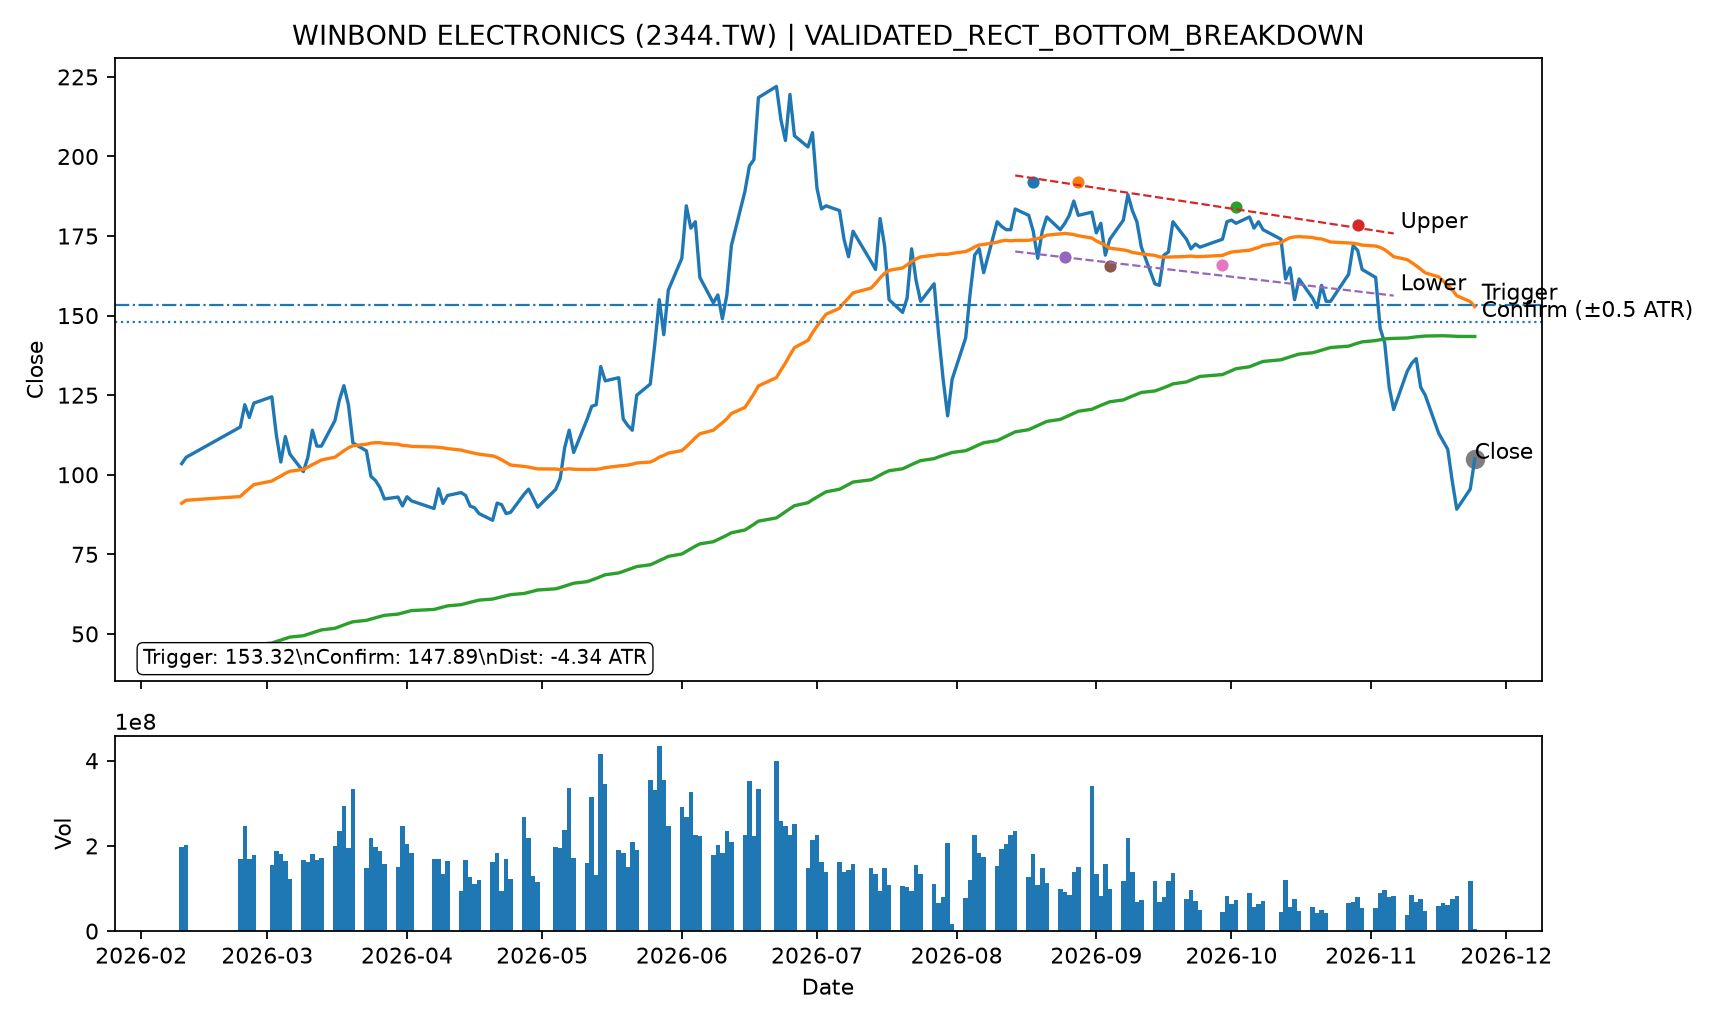 WINBOND ELECTRONICS (2344.TW) | VALIDATED_RECT_BOTTOM_BREAKDOWN
225
200
175
150
125
100
75
50
Close
Upper
Lower
Trigger
Confirm (±0.5 ATR)
Close
Trigger: 153.32\nConfirm: 147.89\nDist: -4.34 ATR
1e8
4
2
0
Vol
2026-02 2026-03 2026-04 2026-05 2026-06 2026-07 2026-08 2026-09 2026-10 2026-11 2026-12
Date